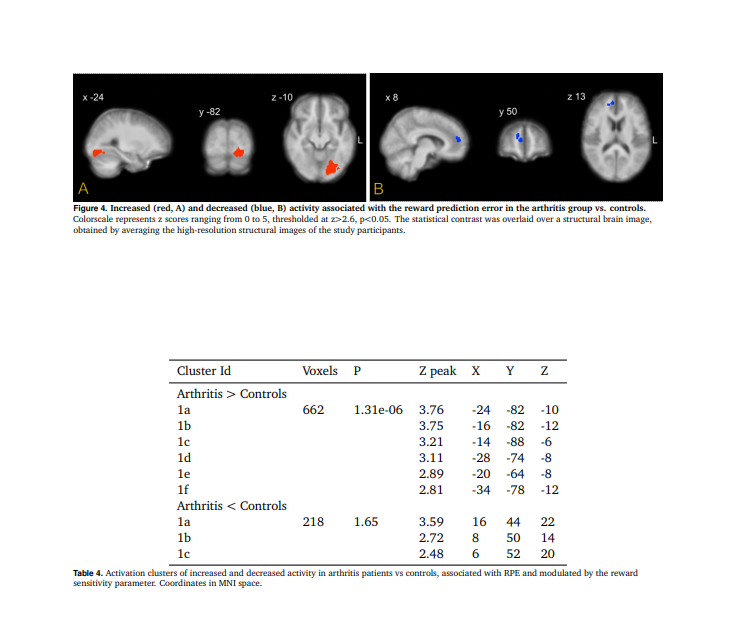 x -24
y -82
z -10
L
A
x 8
y 50
z 13
L
B
Figure 4. Increased (red, A) and decreased (blue, B) activity associated with the reward prediction error in the arthritis group vs. controls.
Colorscale represents z scores ranging from 0 to 5, thresholded at z>2.6, p<0.05. The statistical contrast was overlaid over a structural brain image,
obtained by averaging the high-resolution structural images of the study participants.
Cluster Id Voxels P Z peak X Y Z
Arthritis > Controls
1a 662 1.31e-06 3.76 -24 -82 -10
1b 3.75 -16 -82 -12
1c 3.21 -14 -88 -6
1d 3.11 -28 -74 -8
1e 2.89 -20 -64 -8
1f 2.81 -34 -78 -12
Arthritis < Controls
1a 218 1.65 3.59 16 44 22
1b 2.72 8 50 14
1c 2.48 6 52 20
Table 4. Activation clusters of increased and decreased activity in arthritis patients vs controls, associated with RPE and modulated by the reward
sensitivity parameter. Coordinates in MNI space.